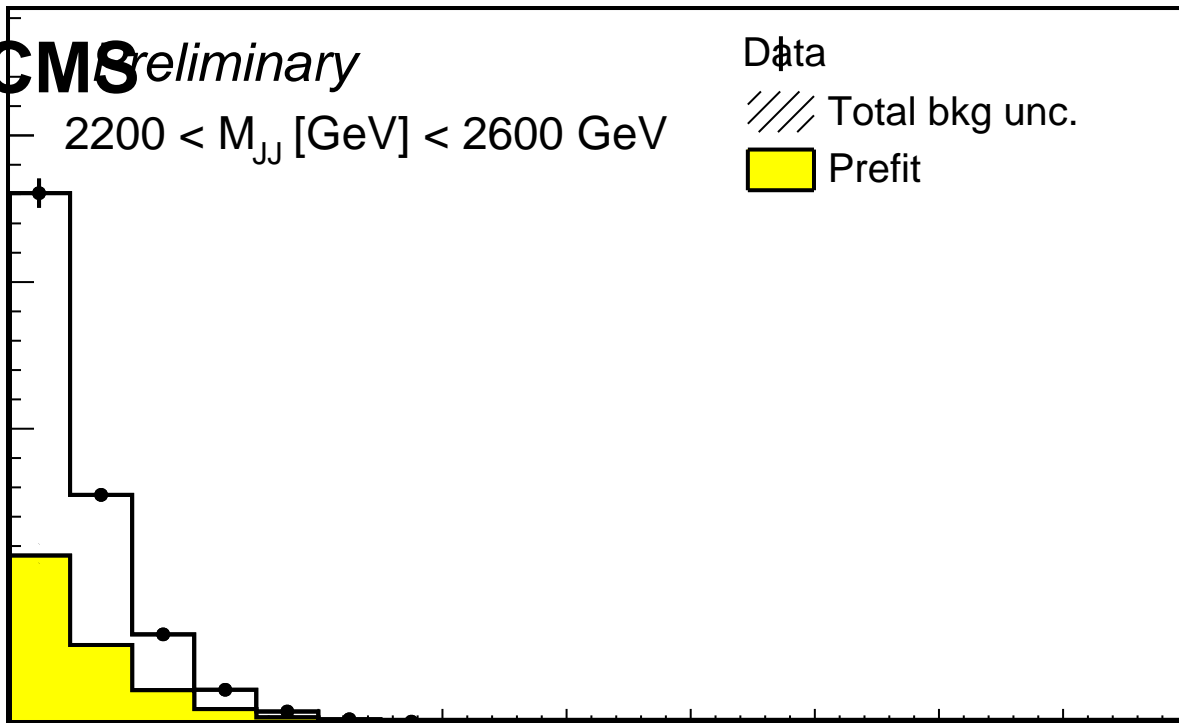 CMS Preliminary
2200 < M_JJ [GeV] < 2600 GeV
Data
Total bkg unc.
Prefit